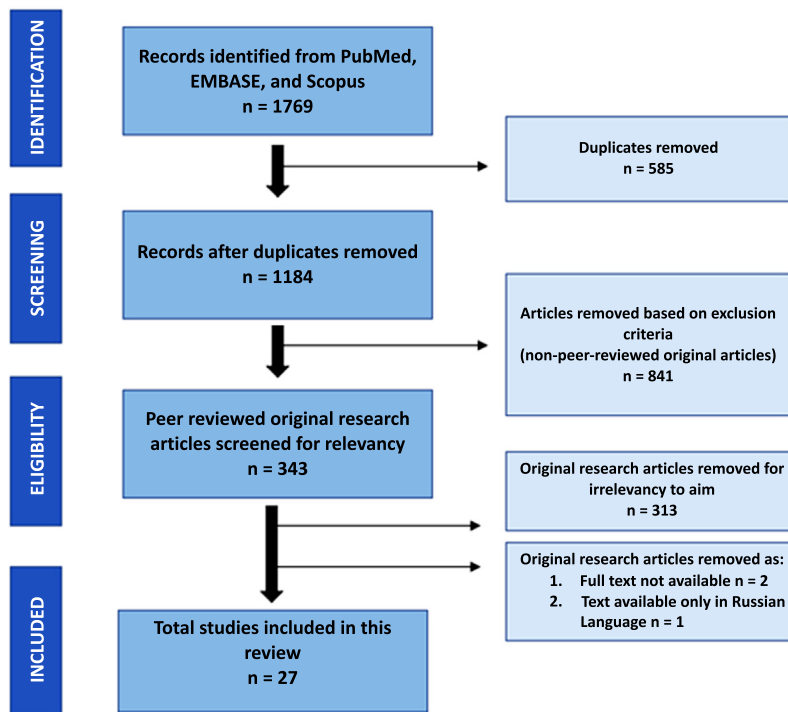 IDENTIFICATION
Records identified from PubMed,
EMBASE, and Scopus
n = 1769
Duplicates removed
n = 585
SCREENING
Records after duplicates removed
n = 1184
Articles removed based on exclusion
criteria
(non-peer-reviewed original articles)
n = 841
ELIGIBILITY
Peer reviewed original research
articles screened for relevancy
n = 343
Original research articles removed for
irrelevancy to aim
n = 313
Original research articles removed as:
1. Full text not available n = 2
2. Text available only in Russian
Language n = 1
INCLUDED
Total studies included in this
review
n = 27